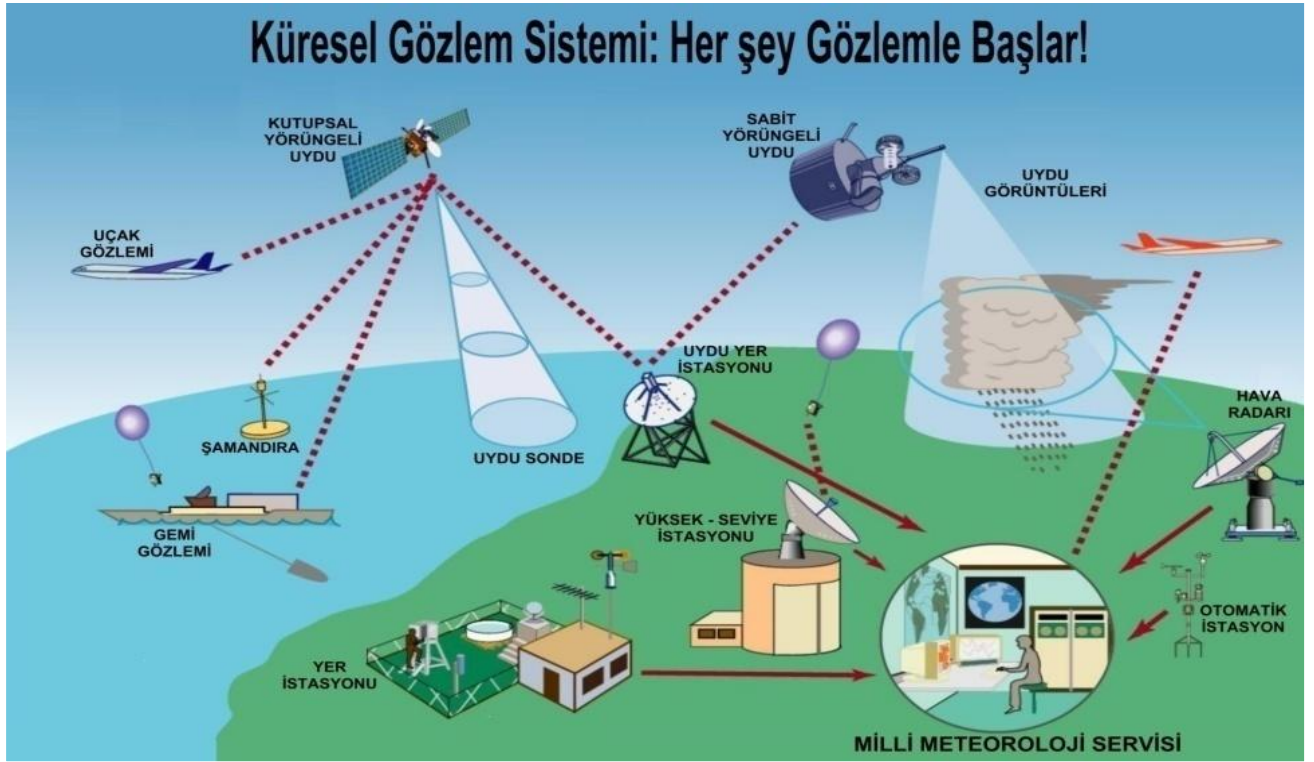 Küresel Gözlem Sistemi: Her şey Gözlemle Başlar!
KUTUPSAL
YÖRÜNGELİ
UYDU
SABİT
YÖRÜNGELİ
UYDU
UYDU
GÖRÜNTÜLERİ
UÇAK
GÖZLEMİ
UYDU YER
İSTASYONU
HAVA
RADARI
ŞAMANDIRA
UYDU SONDE
GEMİ
GÖZLEMİ
YÜKSEK - SEVİYE
İSTASYONU
OTOMATİK
İSTASYON
YER
İSTASYONU
MİLLİ METEOROLOJİ SERVİSİ